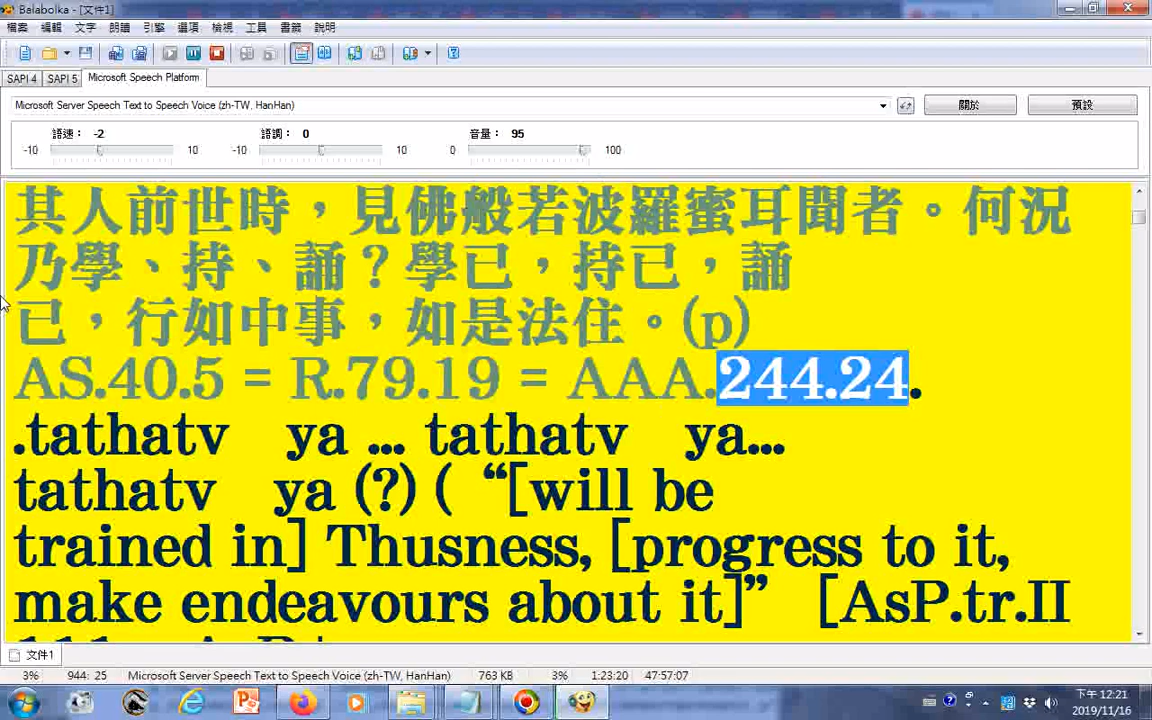 Balabolka - [文件1]
檔案 編輯 文字 朗讀 引擎 選項 檢視 工具 書籤 說明
SAPI 4 SAPI 5 Microsoft Speech Platform
Microsoft Server Speech Text to Speech Voice (zh-TW, HanHan) 關於 預設
語速： -2 語調： 0 音量： 95
-10 10 -10 10 0 100
其人前世時，見佛般若波羅蜜耳聞者。何況
乃學、持、誦？學已，持已，誦
已，行如中事，如是法住。(p)
AS.40.5 = R.79.19 = AAA.244.24.
.tathatv ya ... tathatv ya...
tathatv ya (?) ( “[will be
trained in] Thusness, [progress to it,
make endeavours about it]” [AsP.tr.II
文件1
3% 944: 25 Microsoft Server Speech Text to Speech Voice (zh-TW, HanHan) 763 KB 3% 1:23:20 47:57:07
下午 12:21
2019/11/16